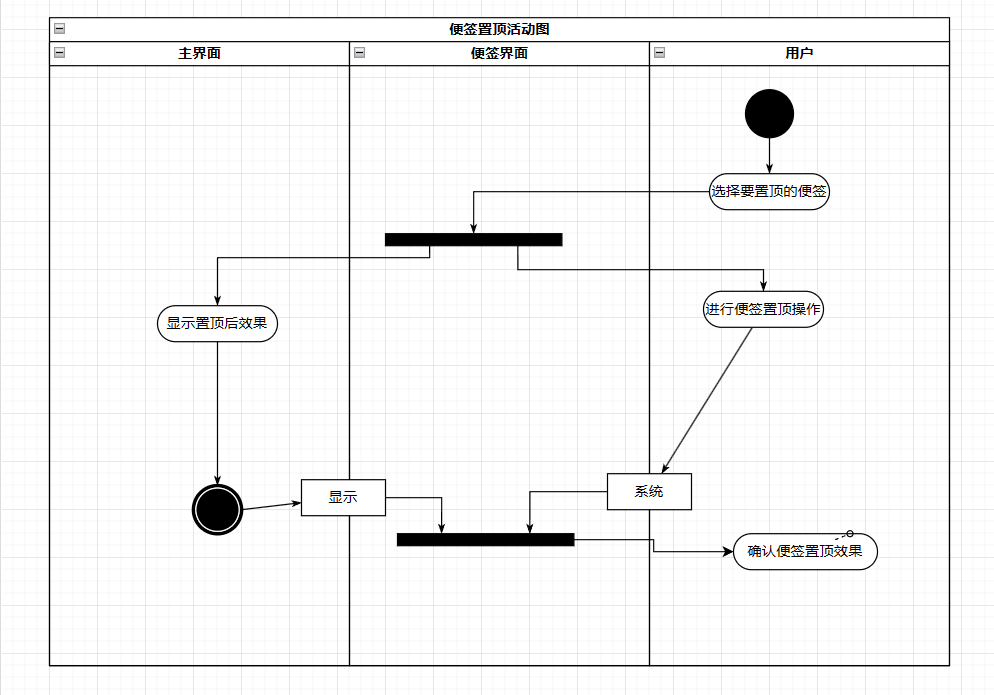 便签置顶活动图
主界面
便签界面
用户
选择要置顶的便签
显示置顶后效果
进行便签置顶操作
显示
系统
确认便签置顶效果